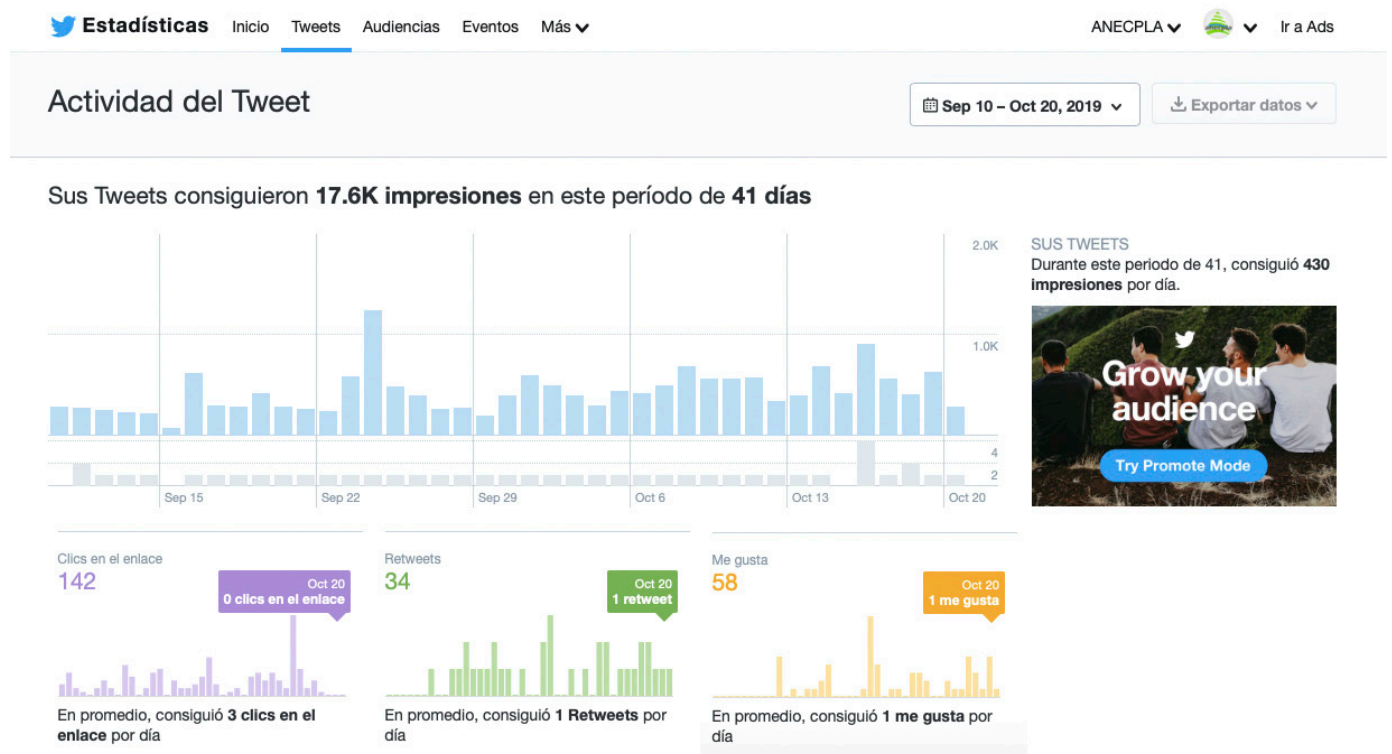 Estadísticas Inicio Tweets Audiencias Eventos Más ANECPLA Ir a Ads
Actividad del Tweet
Sep 10 – Oct 20, 2019
Exportar datos
Sus Tweets consiguieron 17.6K impresiones en este período de 41 días
2.0K
1.0K
4
2
Sep 15 Sep 22 Sep 29 Oct 6 Oct 13 Oct 20
SUS TWEETS
Durante este periodo de 41, consiguió 430
impresiones por día.
Grow your
audience
Try Promote Mode
Clics en el enlace
142
Oct 20
0 clics en el enlace
En promedio, consiguió 3 clics en el
enlace por día
Retweets
34
Oct 20
1 retweet
En promedio, consiguió 1 Retweets por
día
Me gusta
58
Oct 20
1 me gusta
En promedio, consiguió 1 me gusta por
día